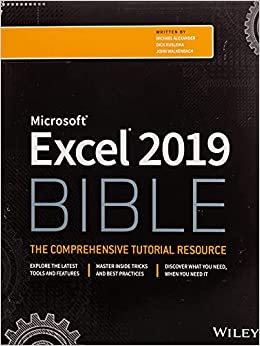 WRITTEN BY
MICHAEL ALEXANDER
DICK KUSLEIKA
JOHN WALKENBACH
Microsoft®
Excel® 2019
BIBLE
THE COMPREHENSIVE TUTORIAL RESOURCE
EXPLORE THE LATEST
TOOLS AND FEATURES
MASTER INSIDE TRICKS
AND BEST PRACTICES
DISCOVER WHAT YOU NEED,
WHEN YOU NEED IT
WILEY